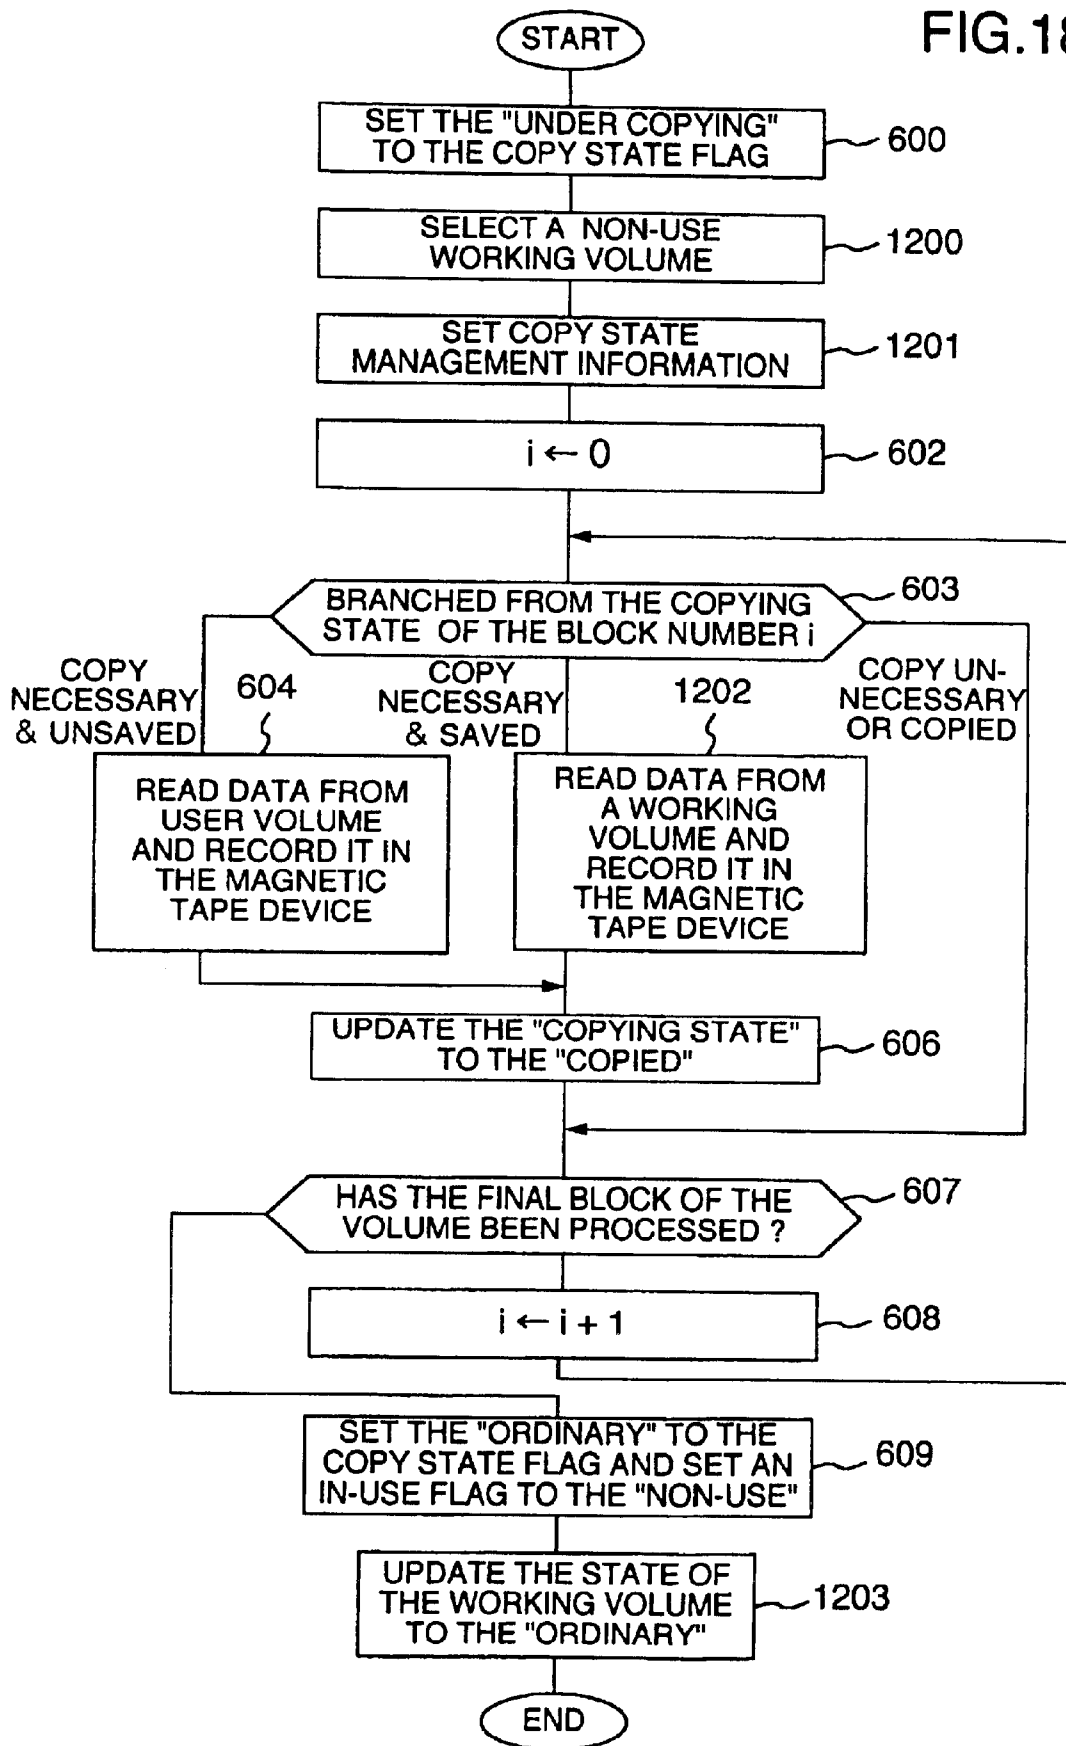 START
FIG.18
SET THE "UNDER COPYING"
TO THE COPY STATE FLAG
600
SELECT A NON-USE
WORKING VOLUME
1200
SET COPY STATE
MANAGEMENT INFORMATION
1201
i ← 0
602
BRANCHED FROM THE COPYING
STATE OF THE BLOCK NUMBER i
603
COPY
NECESSARY
& UNSAVED
604
COPY
NECESSARY
& SAVED
1202
COPY UN-
NECESSARY
OR COPIED
READ DATA FROM
USER VOLUME
AND RECORD IT IN
THE MAGNETIC
TAPE DEVICE
READ DATA FROM
A WORKING
VOLUME AND
RECORD IT IN
THE MAGNETIC
TAPE DEVICE
UPDATE THE "COPYING STATE"
TO THE "COPIED"
606
HAS THE FINAL BLOCK OF THE
VOLUME BEEN PROCESSED ?
607
i ← i + 1
608
SET THE "ORDINARY" TO THE
COPY STATE FLAG AND SET AN
IN-USE FLAG TO THE "NON-USE"
609
UPDATE THE STATE OF
THE WORKING VOLUME
TO THE "ORDINARY"
1203
END